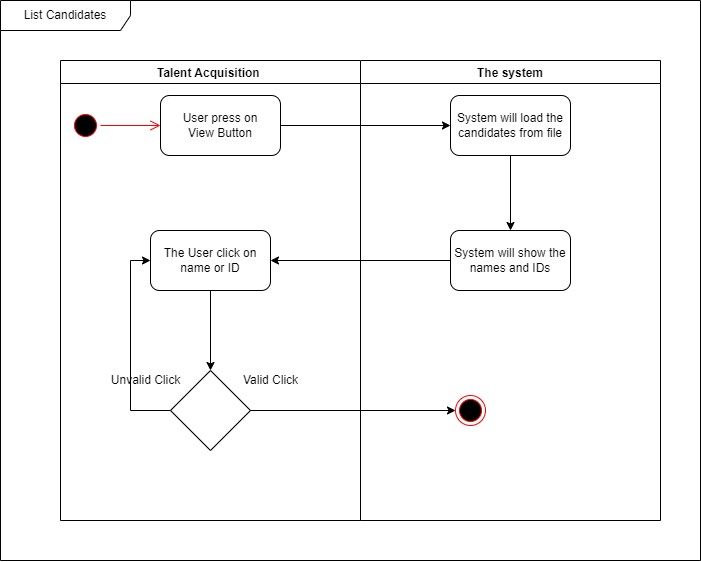 List Candidates
Talent Acquisition
The system
User press on
View Button
System will load the
candidates from file
The User click on
name or ID
System will show the
names and IDs
Unvalid Click
Valid Click